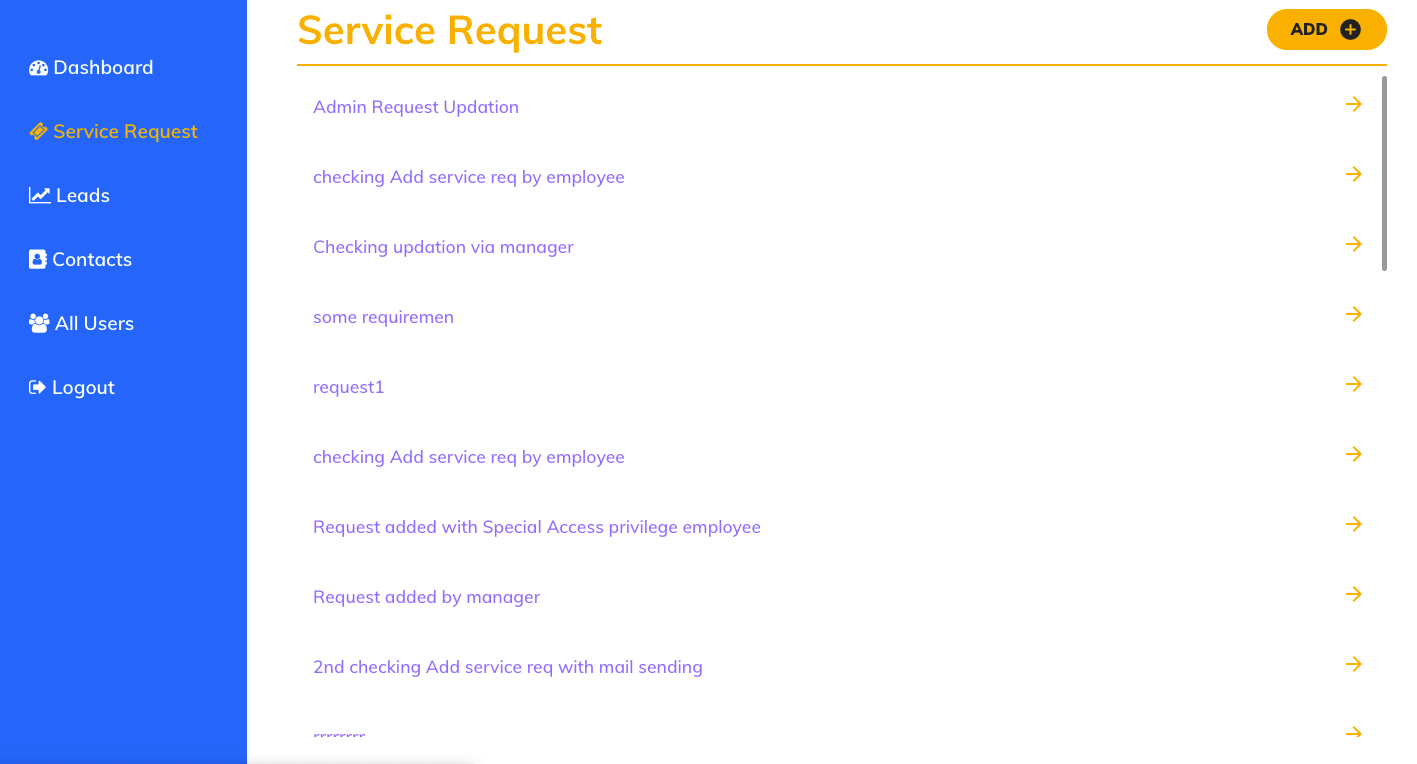 Dashboard
Service Request
Leads
Contacts
All Users
Logout
Service Request
ADD
Admin Request Updation
checking Add service req by employee
Checking updation via manager
some requiremen
request1
checking Add service req by employee
Request added with Special Access privilege employee
Request added by manager
2nd checking Add service req with mail sending